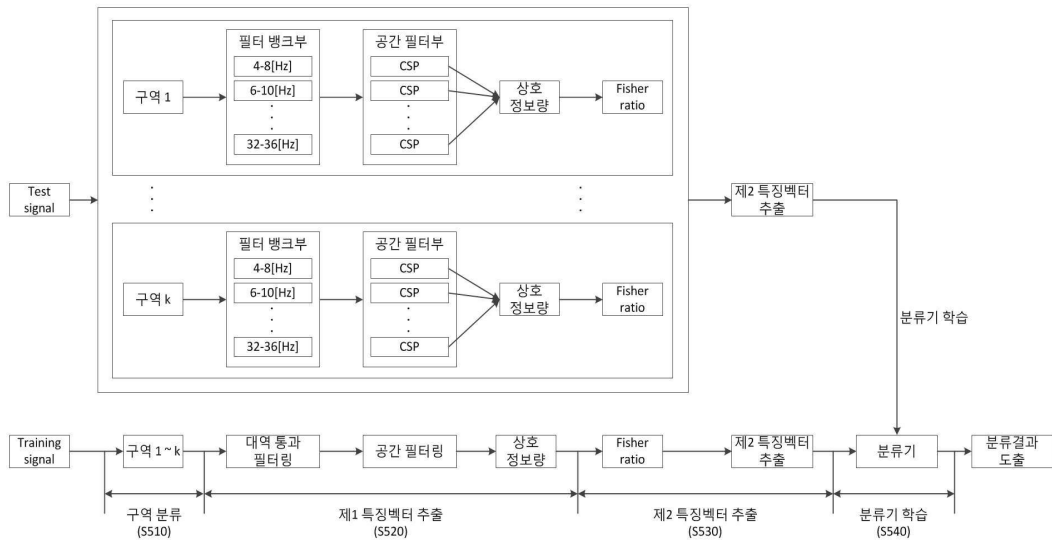 필터 뱅크부
공간 필터부
4-8[Hz]
CSP
구역 1
6-10[Hz]
CSP
상호
정보량
Fisher
ratio
32-36[Hz]
CSP
Test
signal
제2 특징벡터
추출
필터 뱅크부
공간 필터부
4-8[Hz]
CSP
구역 k
6-10[Hz]
CSP
상호
정보량
Fisher
ratio
32-36[Hz]
CSP
분류기 학습
Training
signal
구역 1 ~ k
대역 통과
필터링
공간 필터링
상호
정보량
Fisher
ratio
제2 특징벡터
추출
분류기
분류결과
도출
구역 분류
(S510)
제1 특징벡터 추출
(S520)
제2 특징벡터 추출
(S530)
분류기 학습
(S540)